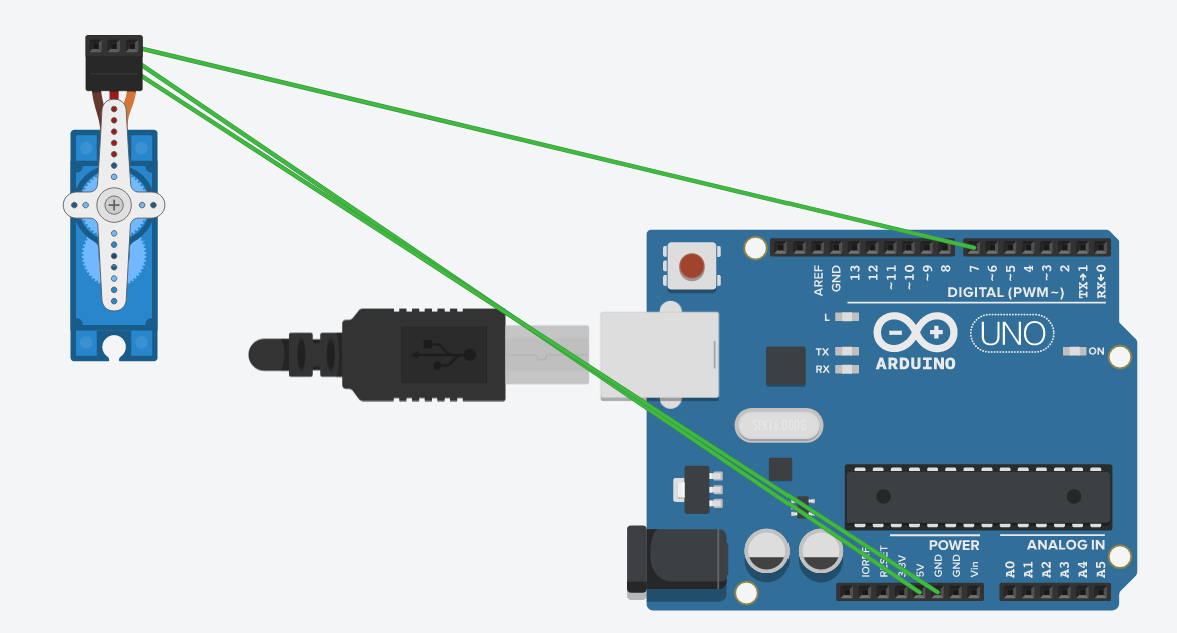 AREF
GND
13
12
~11
~10
~9
8
7
~6
~5
4
~3
2
TX→1
RX←0
DIGITAL (PWM~)
L
TX
RX
UNO
ARDUINO
ON
SPK16.000G
POWER
ANALOG IN
IOREF
RESET
3.3V
5V
GND
GND
Vin
A0
A1
A2
A3
A4
A5